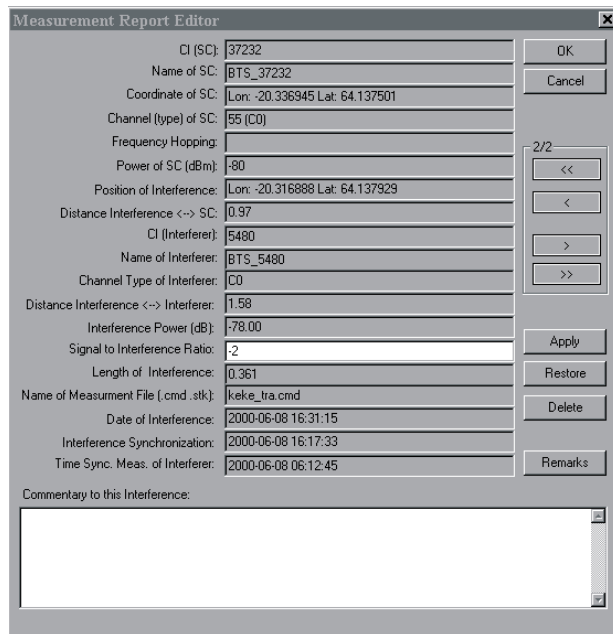 Measurement Report Editor
CI (SC): 37232
Name of SC: BTS_37232
Coordinate of SC: Lon: -20.336945 Lat: 64.137501
Channel (type) of SC: 55 (C0)
Frequency Hopping:
Power of SC (dBm): -80
Position of Interference: Lon: -20.316888 Lat: 64.137929
Distance Interference <--> SC: 0.97
CI (Interferer): 5480
Name of Interferer: BTS_5480
Channel Type of Interferer: C0
Distance Interference <--> Interferer: 1.58
Interference Power (dB): -78.00
Signal to Interference Ratio: -2
Length of Interference: 0.361
Name of Measurment File (.cmd .stk): keke_tra.cmd
Date of Interference: 2000-06-08 16:31:15
Interference Synchronization: 2000-06-08 16:17:33
Time Sync. Meas. of Interferer: 2000-06-08 06:12:45
OK
Cancel
2/2
<<
<
>
>>
Apply
Restore
Delete
Remarks
Commentary to this Interference: